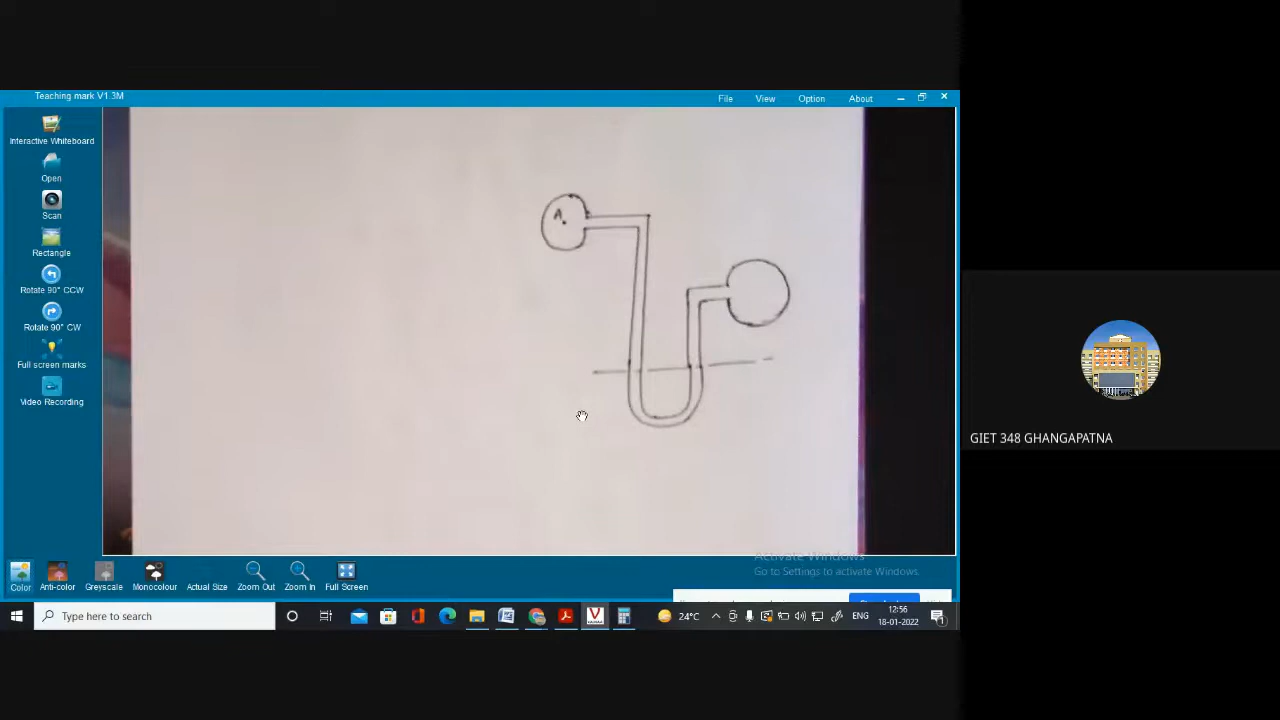 Teaching mark V1.3M
File View Option About
Interactive Whiteboard
Open
Scan
Rectangle
Rotate 90° CCW
Rotate 90° CW
Full screen marks
Video Recording
A
GIET 348 GHANGAPATNA
Activate Windows
Go to Settings to activate Windows.
Color Anti-color Greyscale Monocolour Actual Size Zoom Out Zoom In Full Screen
Type here to search
24°C
ENG
12:56
18-01-2022